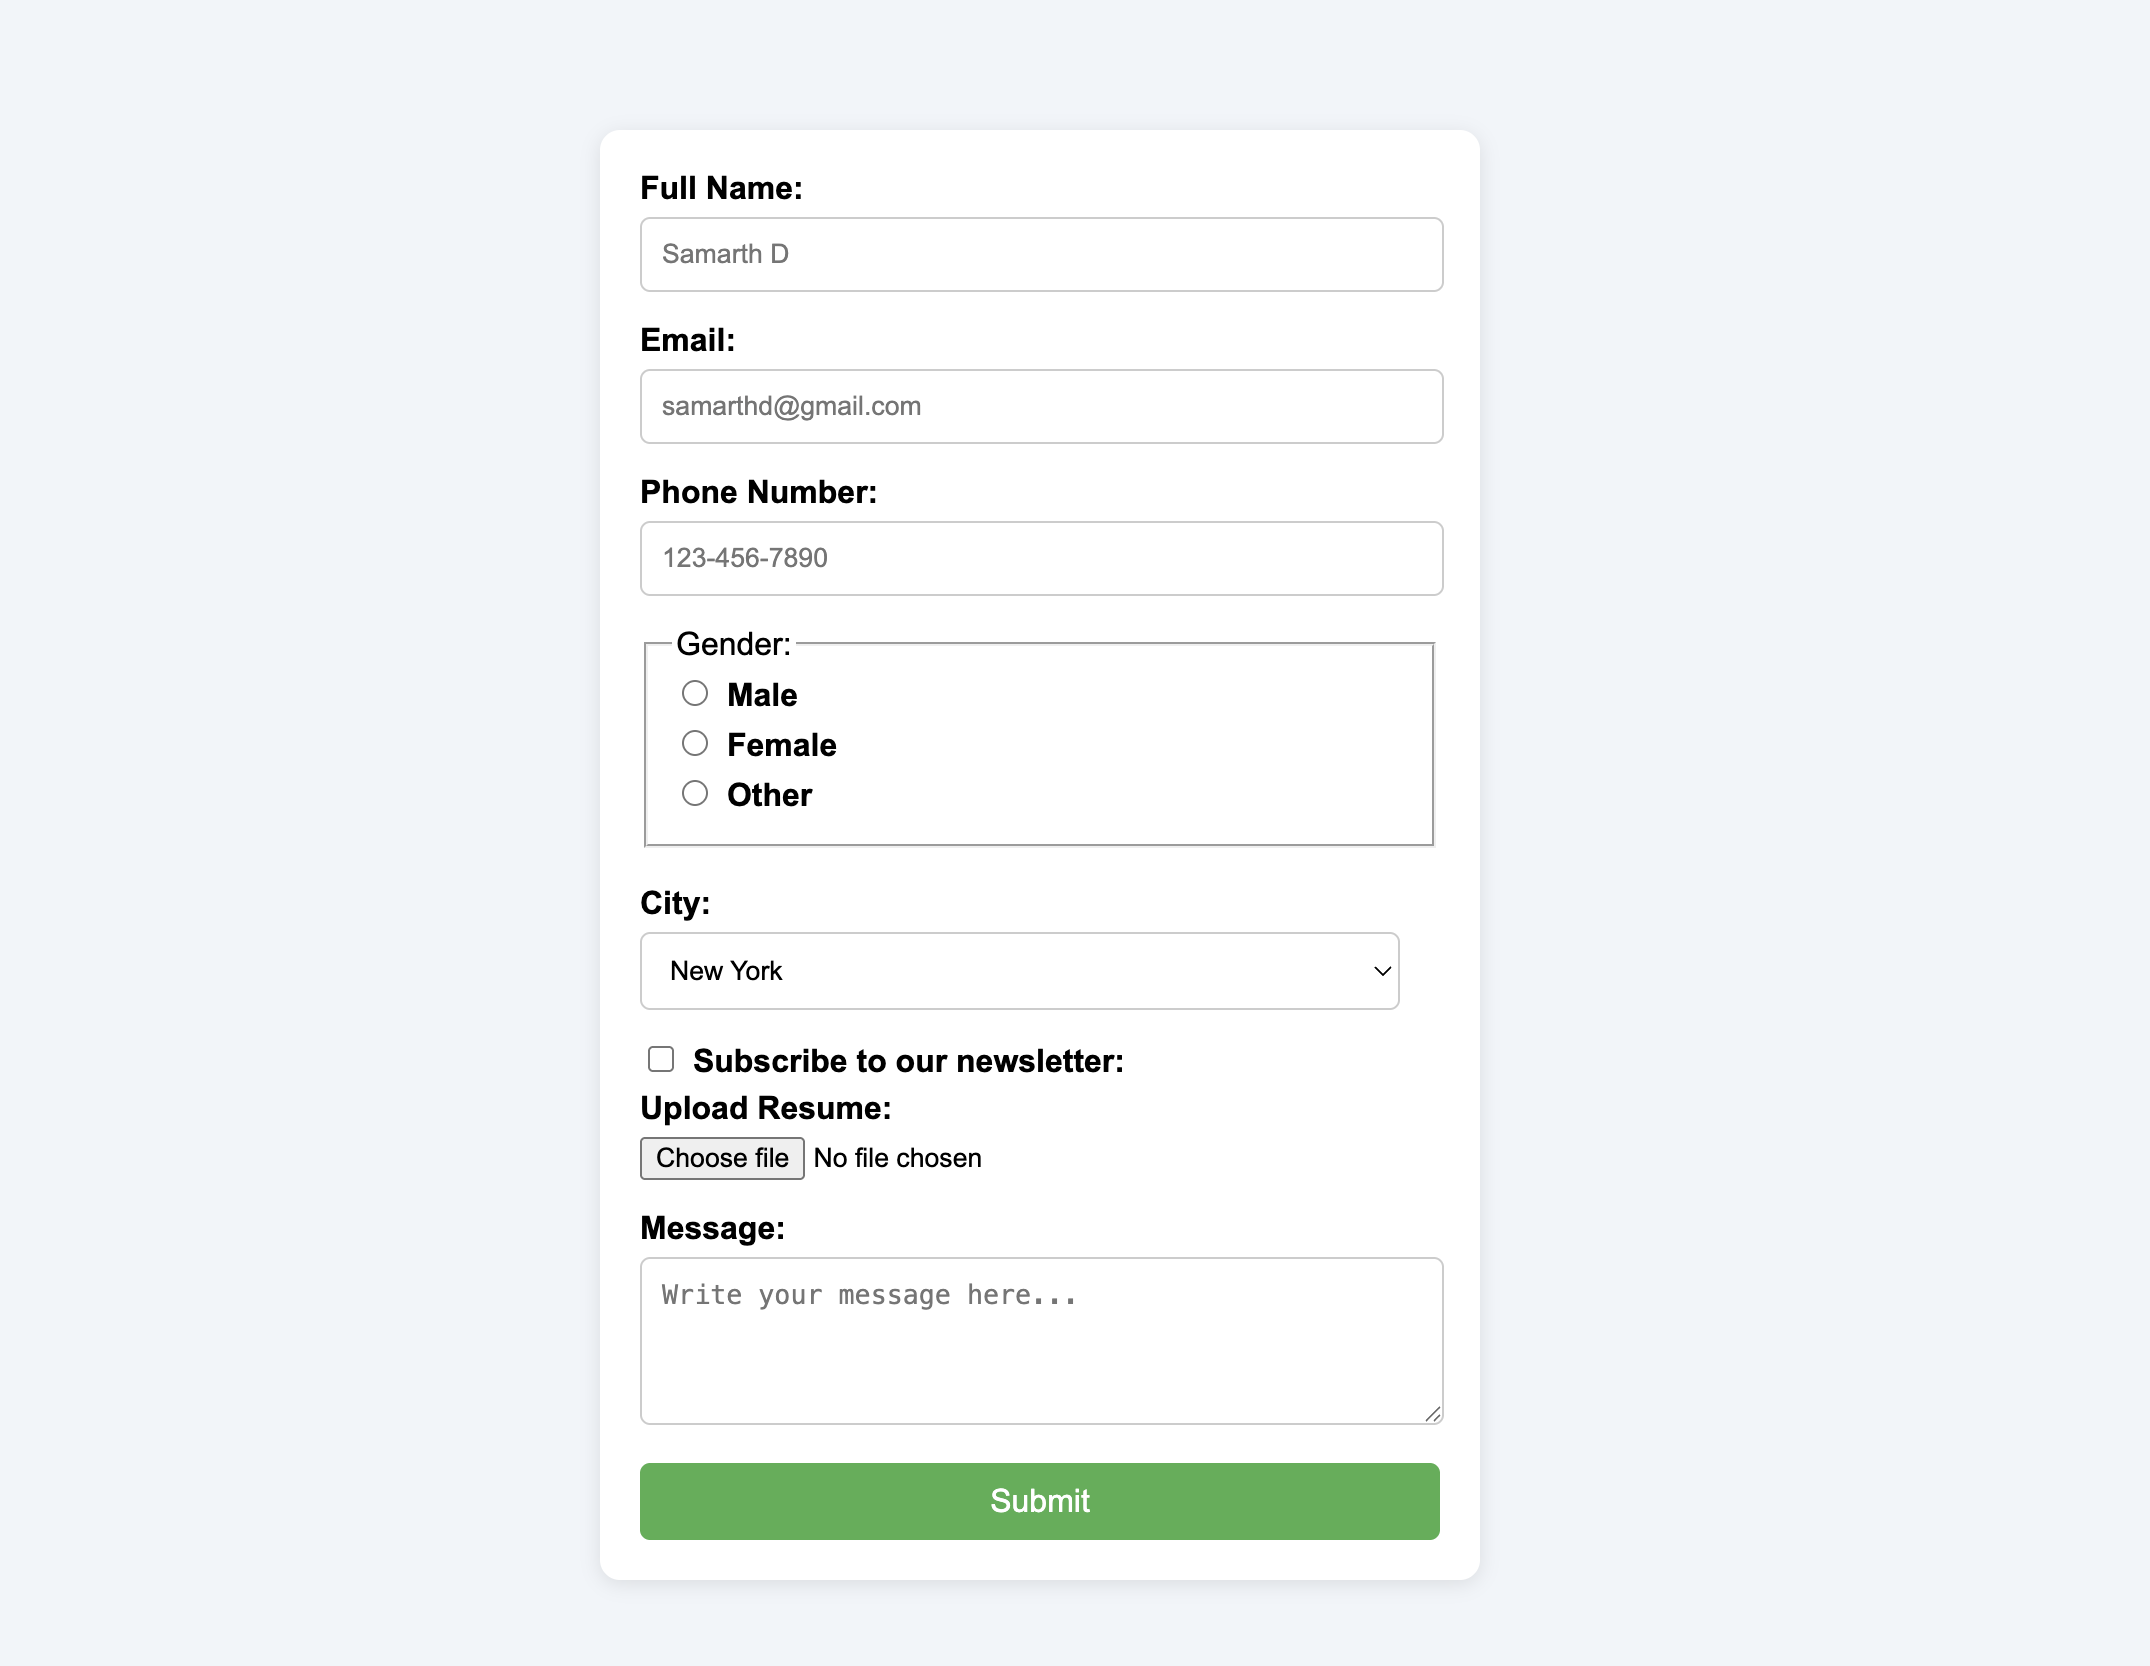 Full Name:
Samarth D
Email:
samarthd@gmail.com
Phone Number:
123-456-7890
Gender:
Male
Female
Other
City:
New York
Subscribe to our newsletter:
Upload Resume:
Choose file No file chosen
Message:
Write your message here...
Submit